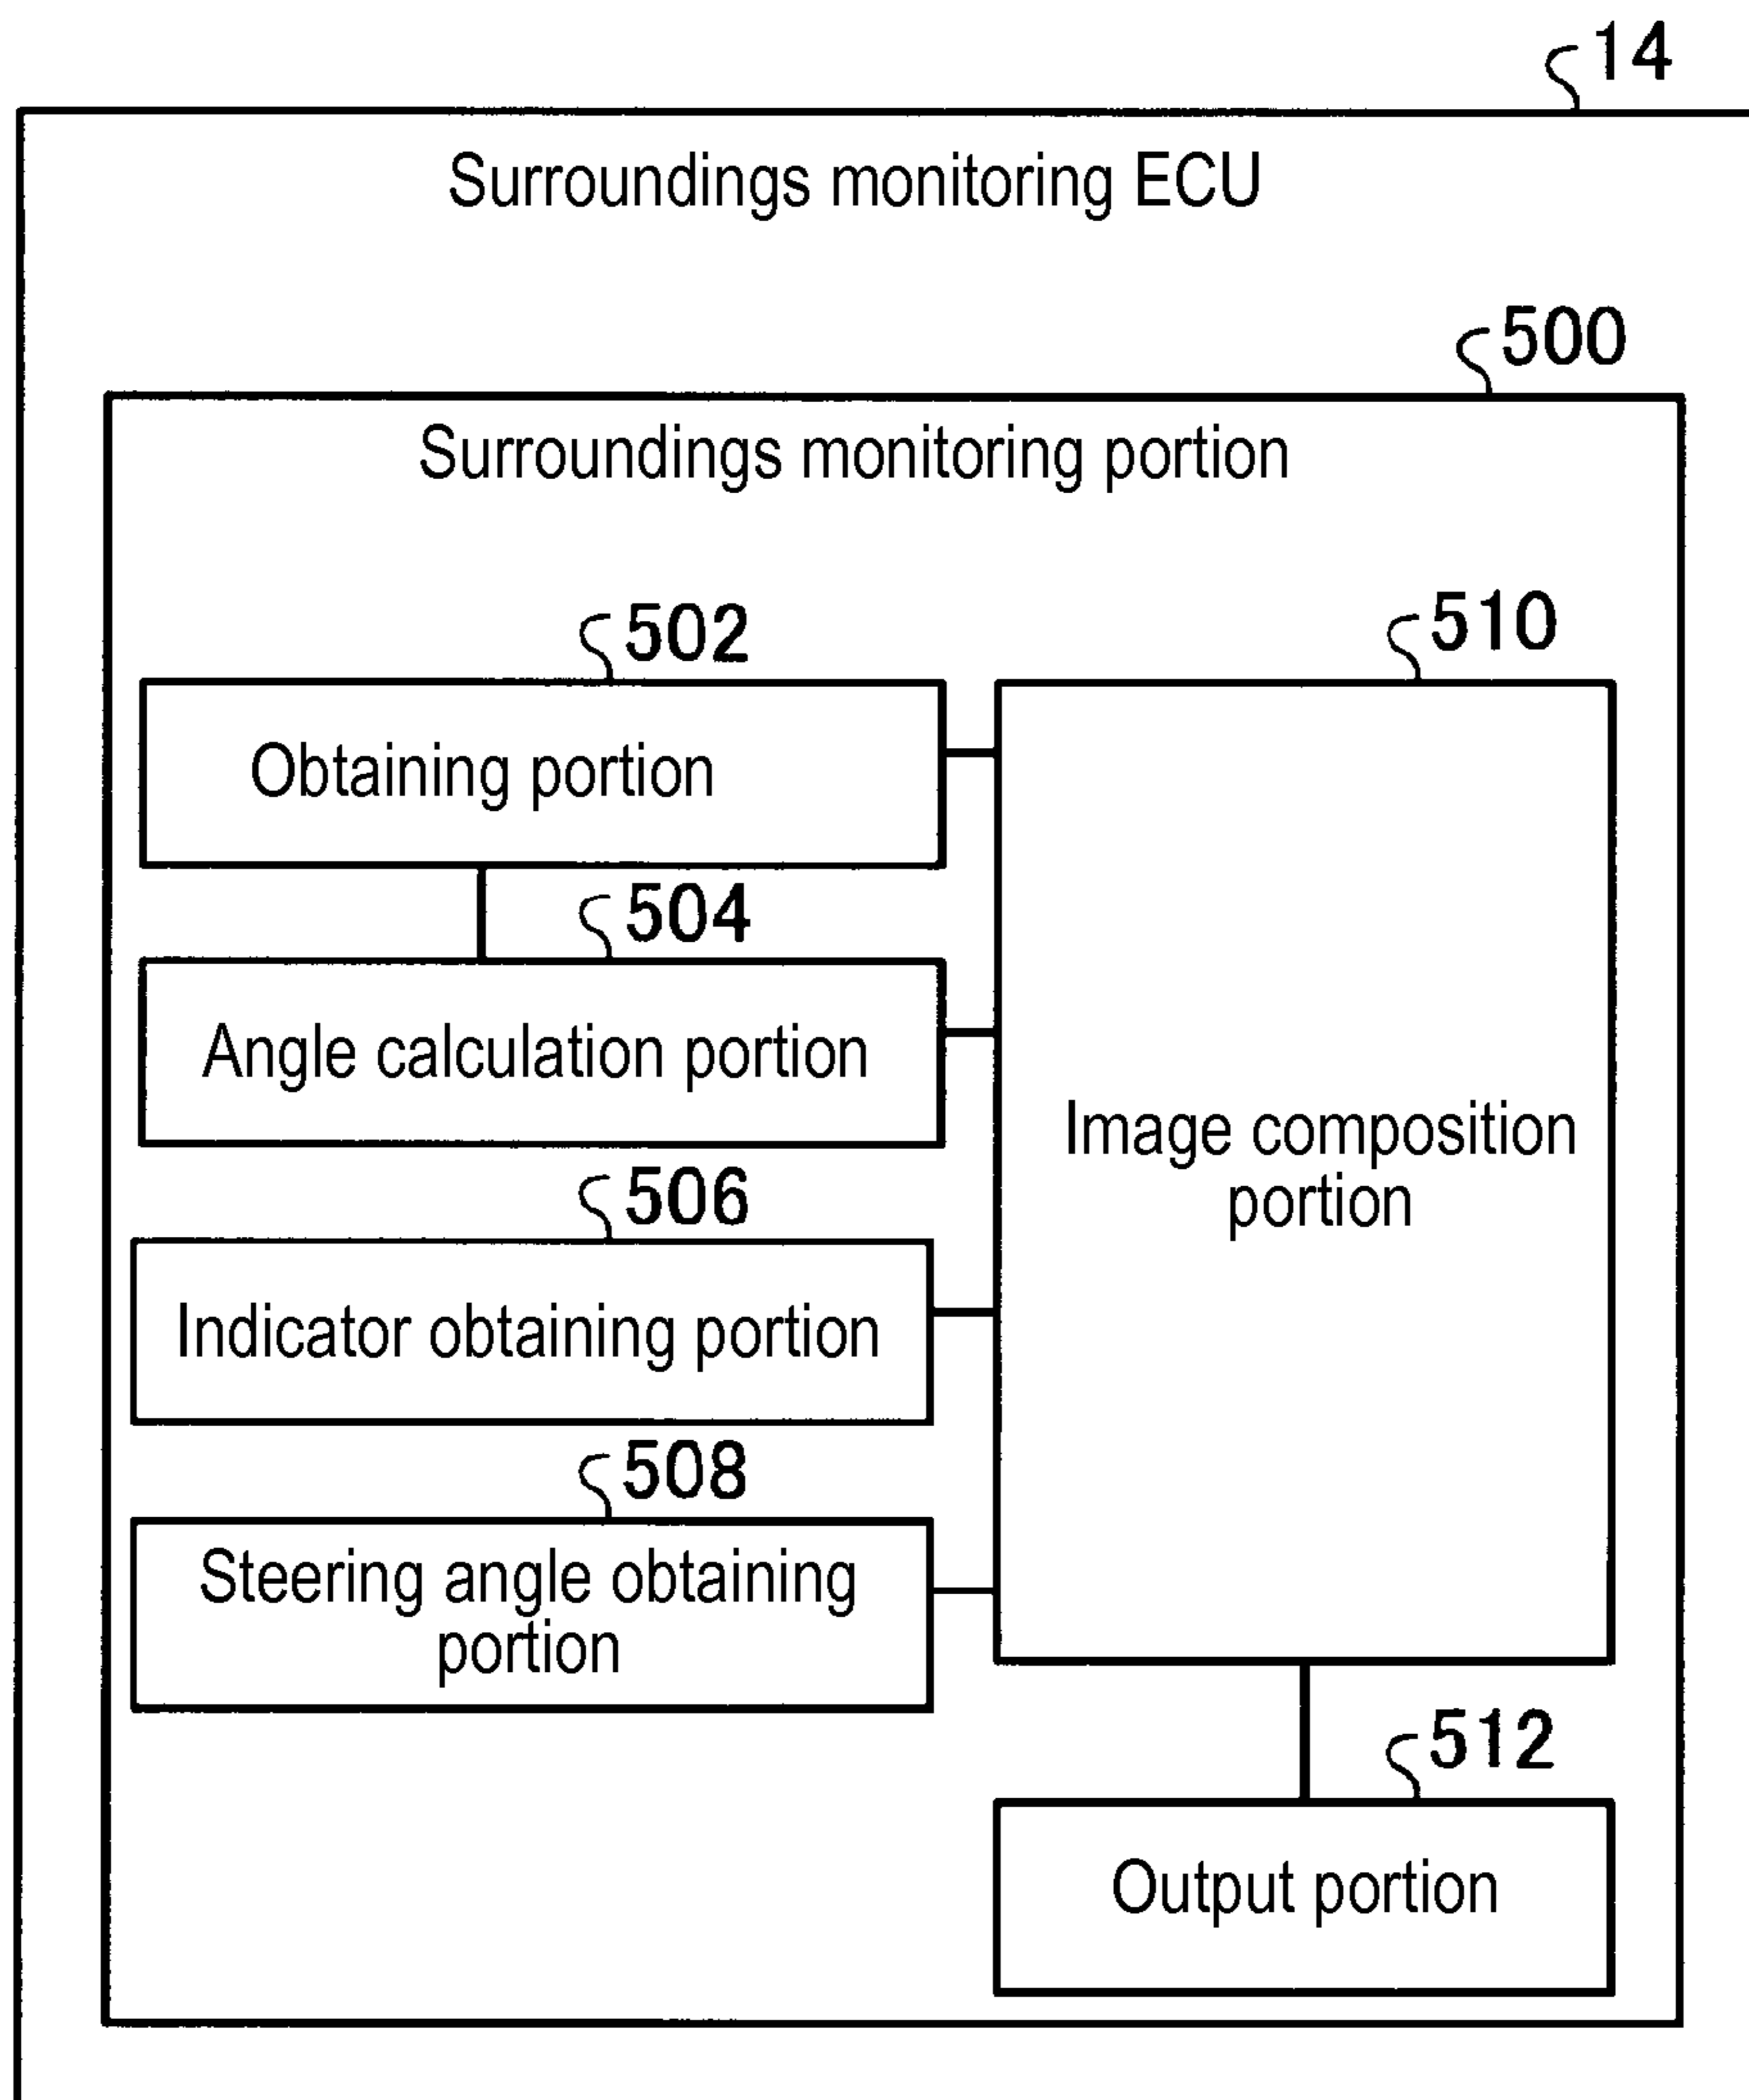 14
Surroundings monitoring ECU
500
Surroundings monitoring portion
502
Obtaining portion
504
Angle calculation portion
506
Indicator obtaining portion
508
Steering angle obtaining
portion
510
Image composition
portion
512
Output portion